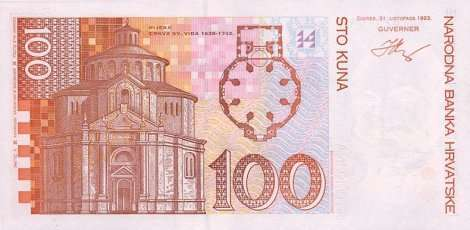 100
RIJEKA
CRKVA SV. VIDA 1638-1742.
100
STO KUNA
ZAGREB, 31. LISTOPADA 1993.
GUVERNER
NARODNA BANKA HRVATSKE